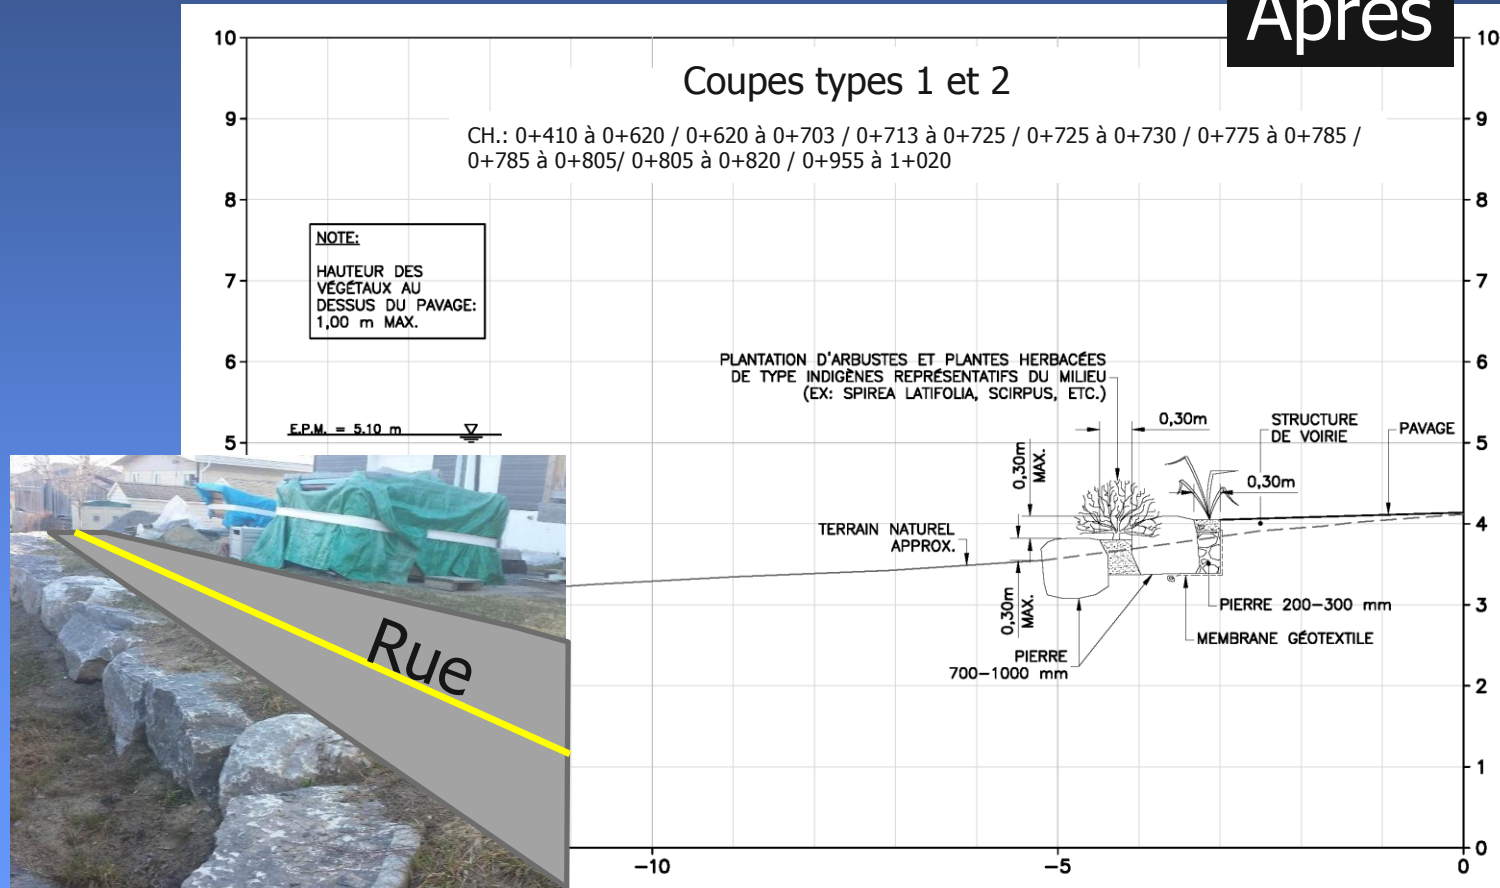 Après
Coupes types 1 et 2
CH.: 0+410 à 0+620 / 0+620 à 0+703 / 0+713 à 0+725 / 0+725 à 0+730 / 0+775 à 0+785 /
0+785 à 0+805/ 0+805 à 0+820 / 0+955 à 1+020
10
9
8
7
6
5
10
9
8
7
6
5
4
3
2
1
0
NOTE:
HAUTEUR DES
VÉGÉTAUX AU
DESSUS DU PAVAGE:
1,00 m MAX.
E.P.M. = 5.10 m
PLANTATION D'ARBUSTES ET PLANTES HERBACÉES
DE TYPE INDIGÈNES REPRÉSENTATIFS DU MILIEU
(EX: SPIREA LATIFOLIA, SCIRPUS, ETC.)
0,30m
STRUCTURE
DE VOIRIE
PAVAGE
0,30m
MAX.
0,30m
TERRAIN NATUREL
APPROX.
0,30m
MAX.
PIERRE 200-300 mm
MEMBRANE GÉOTEXTILE
PIERRE
700-1000 mm
Rue
-10
-5
0